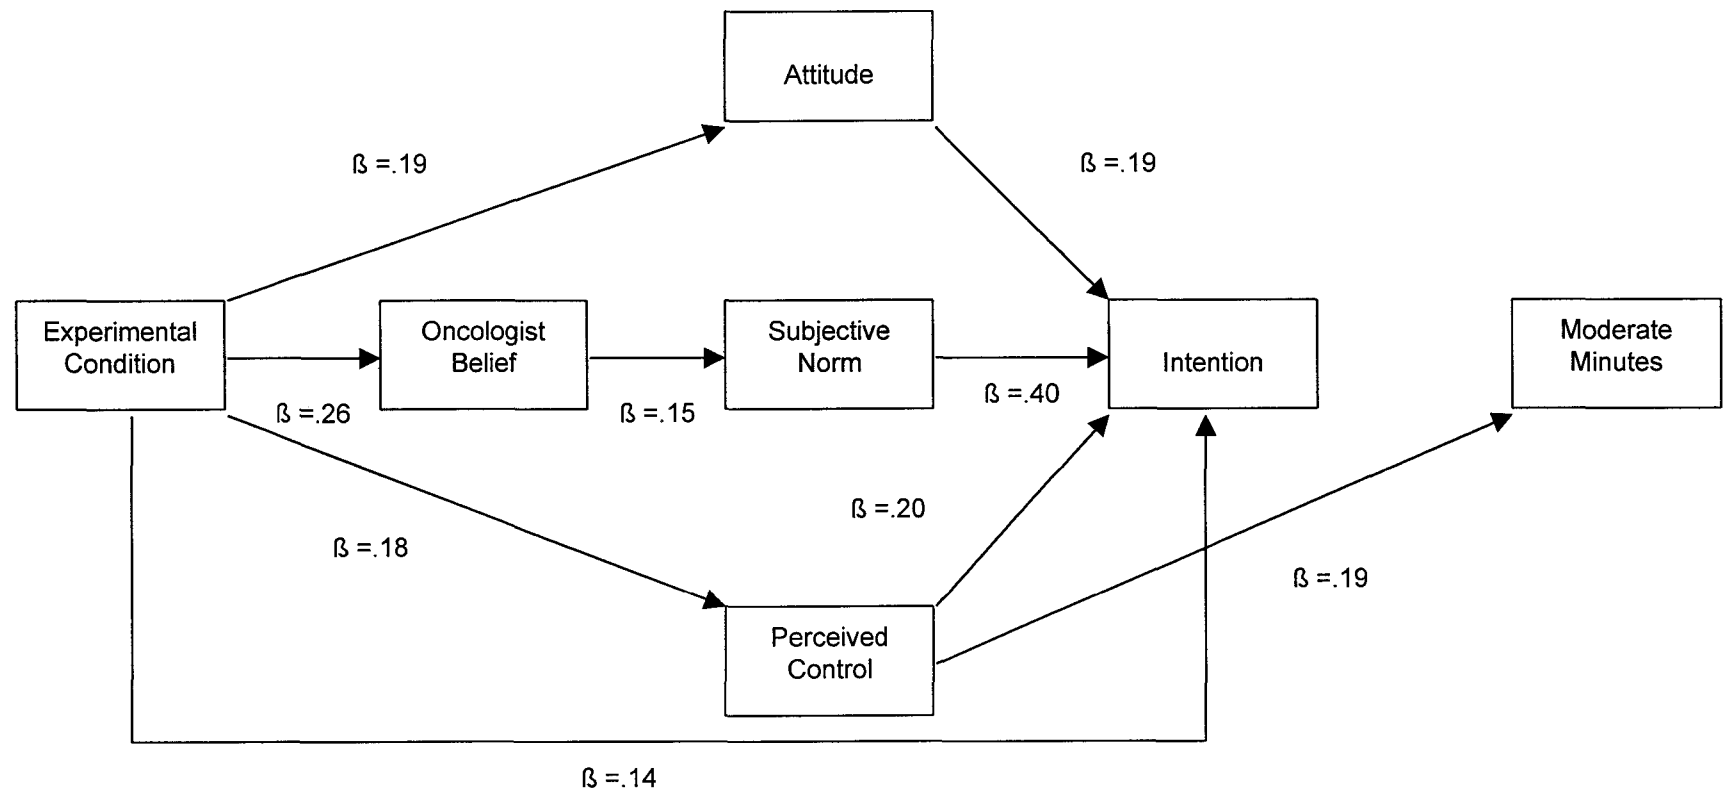 Attitude
ß =.19
ß =.19
Experimental
Condition
Oncologist
Belief
Subjective
Norm
Intention
Moderate
Minutes
ß =.26
ß =.15
ß =.40
ß =.18
ß =.20
ß =.19
Perceived
Control
ß =.14